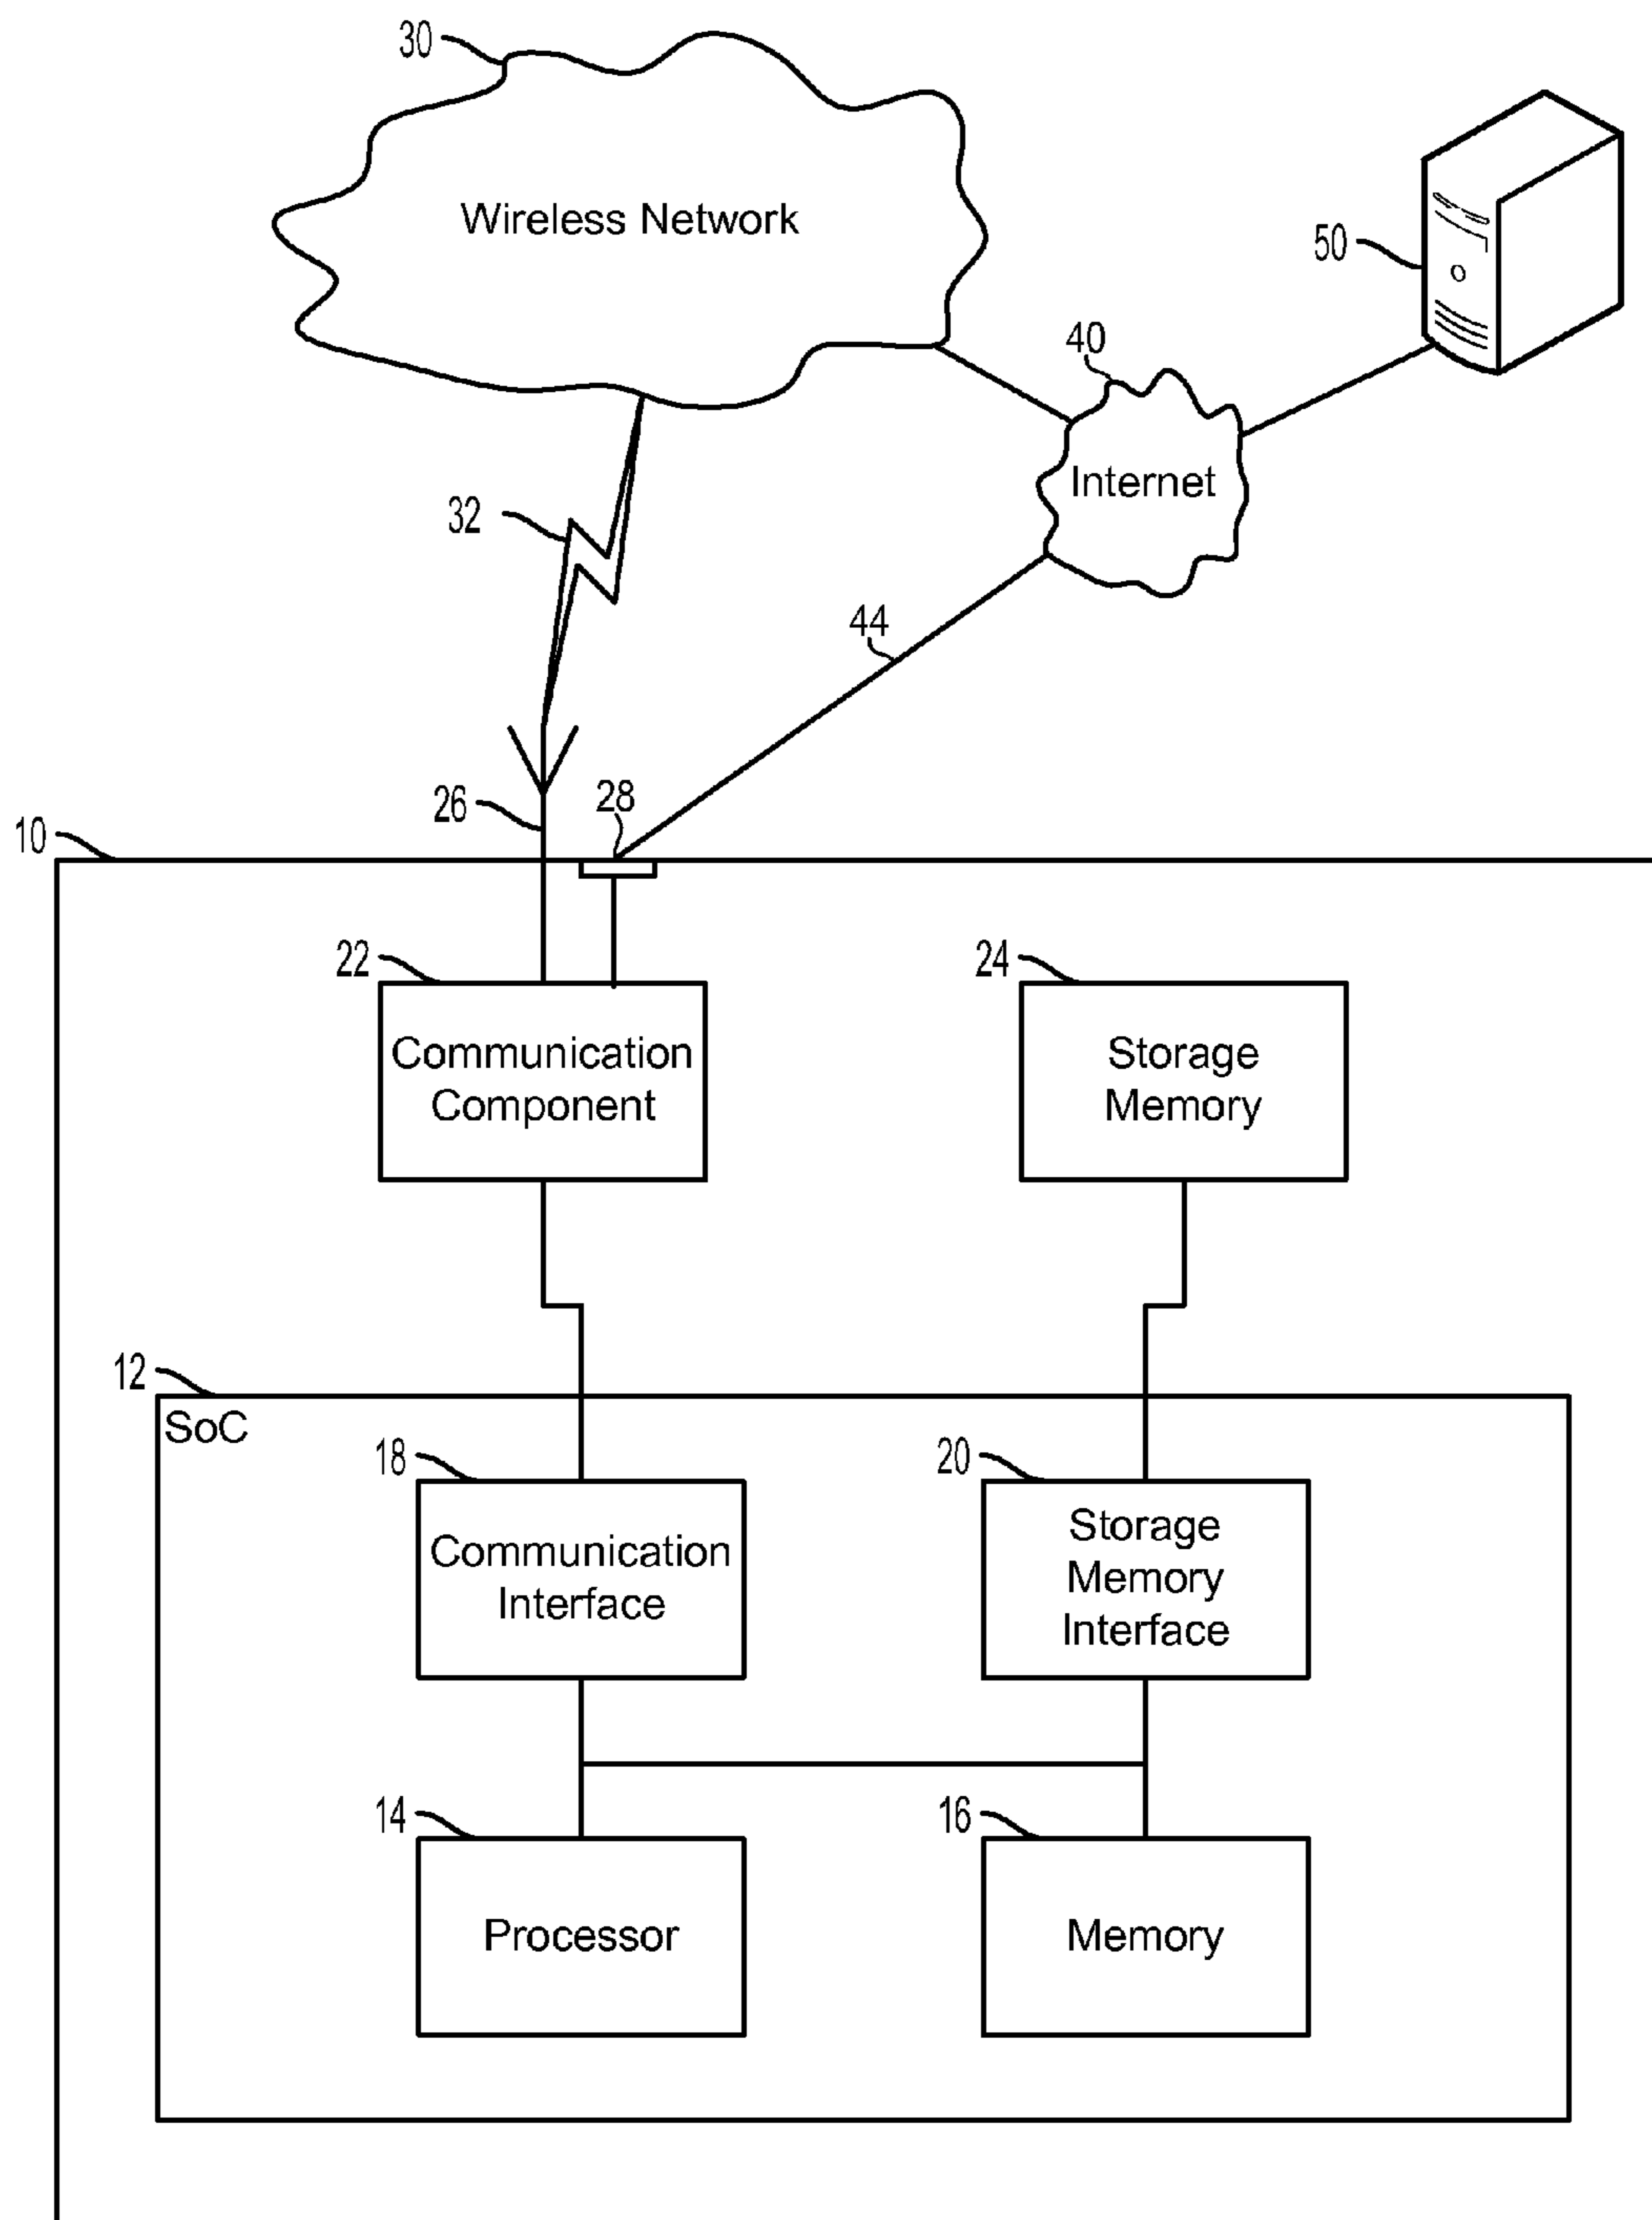 30
Wireless Network
50
40
Internet
32
44
26
28
10
22
24
Communication
Component
Storage
Memory
12
SoC
18
20
Communication
Interface
Storage
Memory
Interface
14
16
Processor
Memory